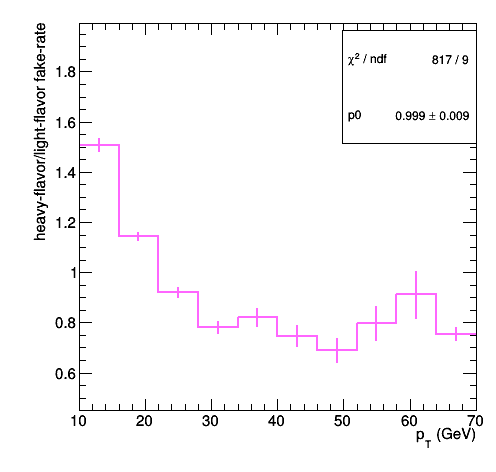 χ² / ndf 817 / 9
p0 0.999 ± 0.009
heavy-flavor/light-flavor fake-rate
1.8
1.6
1.4
1.2
1
0.8
0.6
10 20 30 40 50 60 70
p_T (GeV)